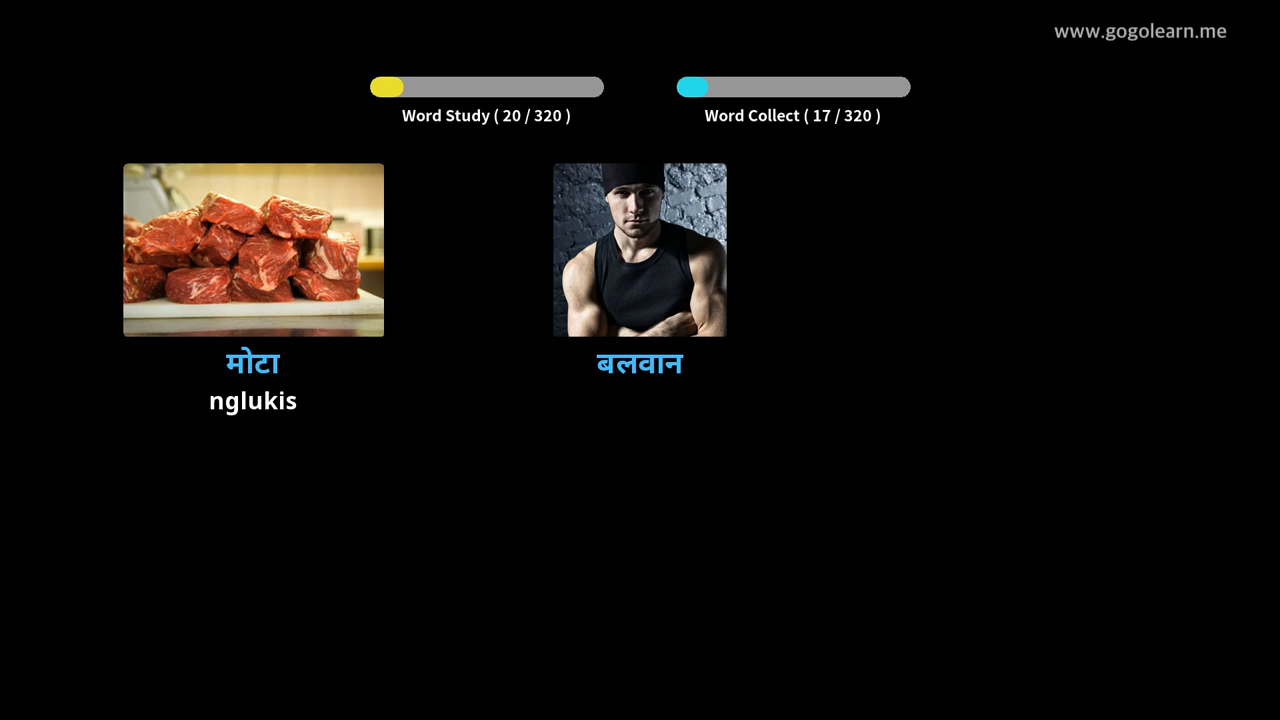 www.gogolearn.me
Word Study ( 20 / 320 )
Word Collect ( 17 / 320 )
मोटा
nglukis
बलवान